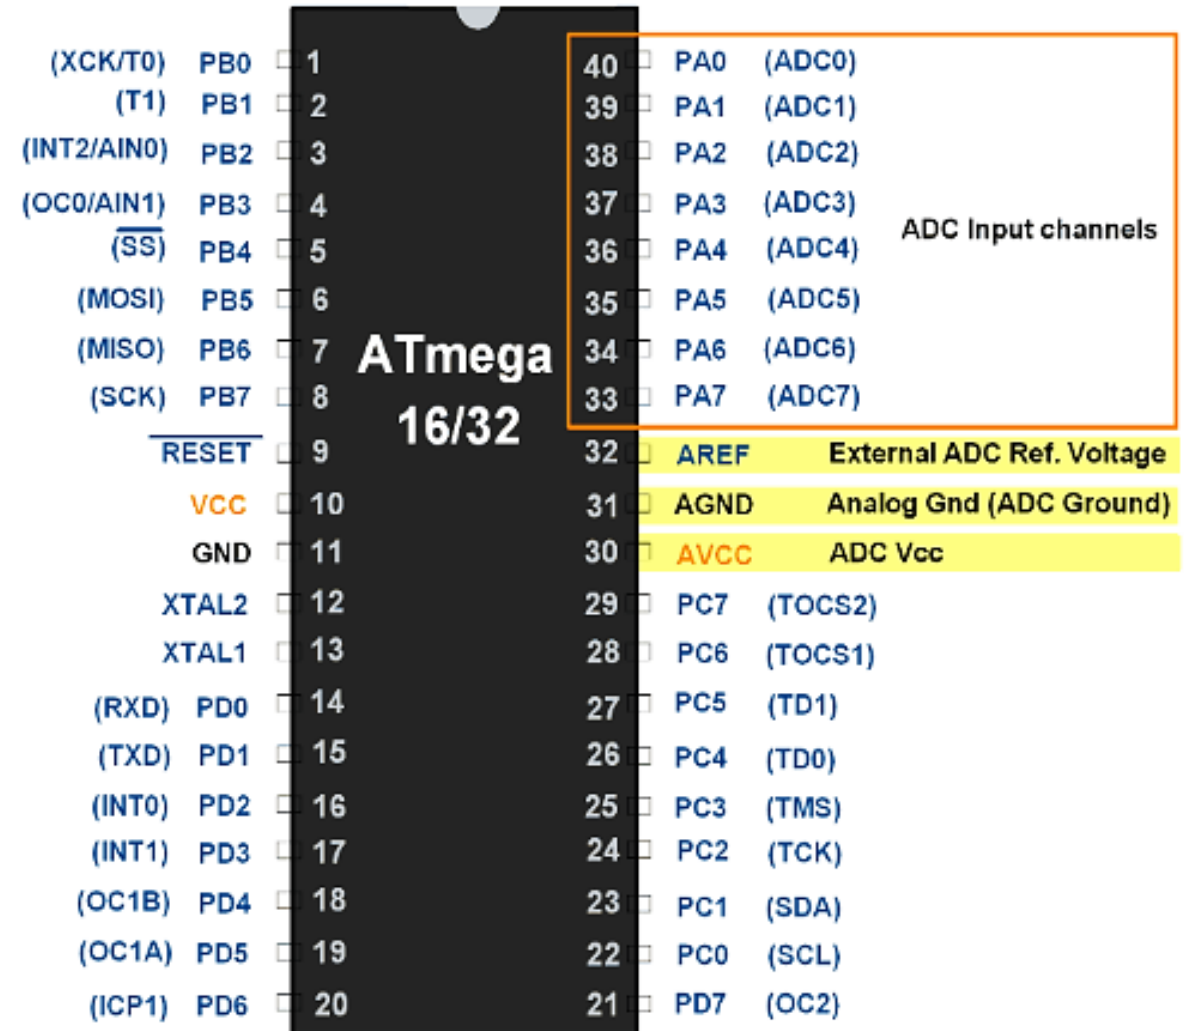 (XCK/T0) PB0 1 40 PA0 (ADC0)
(T1) PB1 2 39 PA1 (ADC1)
(INT2/AIN0) PB2 3 38 PA2 (ADC2)
(OC0/AIN1) PB3 4 37 PA3 (ADC3)
ADC Input channels
(SS) PB4 5 36 PA4 (ADC4)
(MOSI) PB5 6 35 PA5 (ADC5)
(MISO) PB6 7 34 PA6 (ADC6)
ATmega
16/32
(SCK) PB7 8 33 PA7 (ADC7)
RESET 9 32 AREF External ADC Ref. Voltage
VCC 10 31 AGND Analog Gnd (ADC Ground)
GND 11 30 AVCC ADC Vcc
XTAL2 12 29 PC7 (TOCS2)
XTAL1 13 28 PC6 (TOCS1)
(RXD) PD0 14 27 PC5 (TD1)
(TXD) PD1 15 26 PC4 (TD0)
(INT0) PD2 16 25 PC3 (TMS)
(INT1) PD3 17 24 PC2 (TCK)
(OC1B) PD4 18 23 PC1 (SDA)
(OC1A) PD5 19 22 PC0 (SCL)
(ICP1) PD6 20 21 PD7 (OC2)